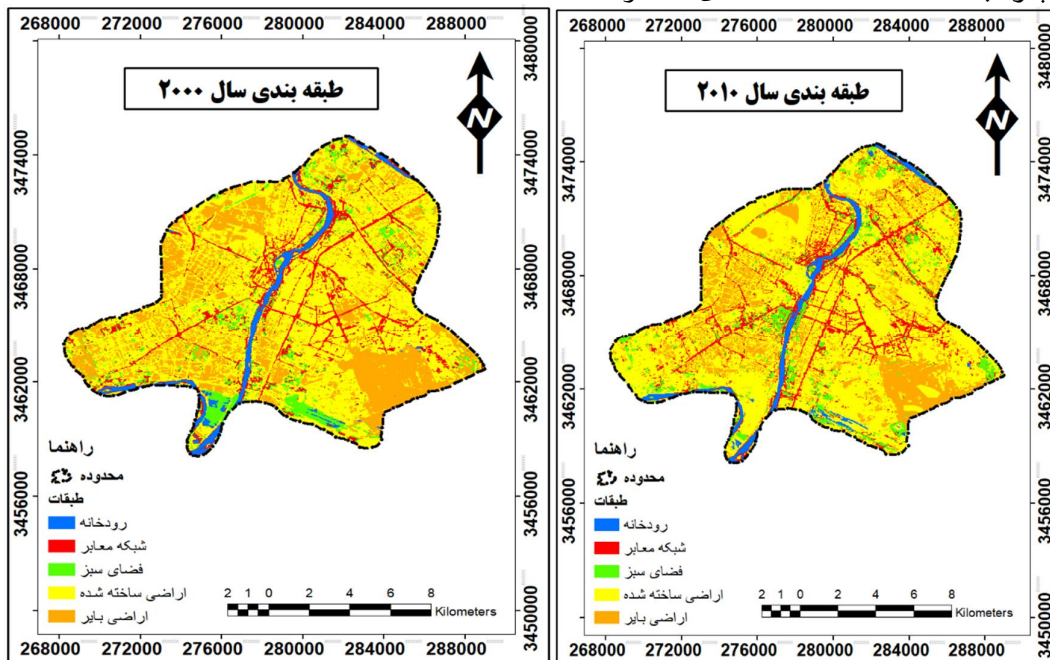 268000 272000 276000 280000 284000 288000
طبقه بندی سال ۲۰۰۰
N
3480000
3474000
3468000
3462000
3456000
3450000
راهنما
محدوده
طبقات
رودخانه
شبکه معابر
فضای سبز
اراضی ساخته شده
اراضی بایر
2 1 0 2 4 6 8
Kilometers
268000 272000 276000 280000 284000 288000
268000 272000 276000 280000 284000 288000
طبقه بندی سال ۲۰۱۰
N
3480000
3474000
3468000
3462000
3456000
3450000
راهنما
محدوده
طبقات
رودخانه
شبکه معابر
فضای سبز
اراضی ساخته شده
اراضی بایر
2 1 0 2 4 6 8
Kilometers
268000 272000 276000 280000 284000 288000